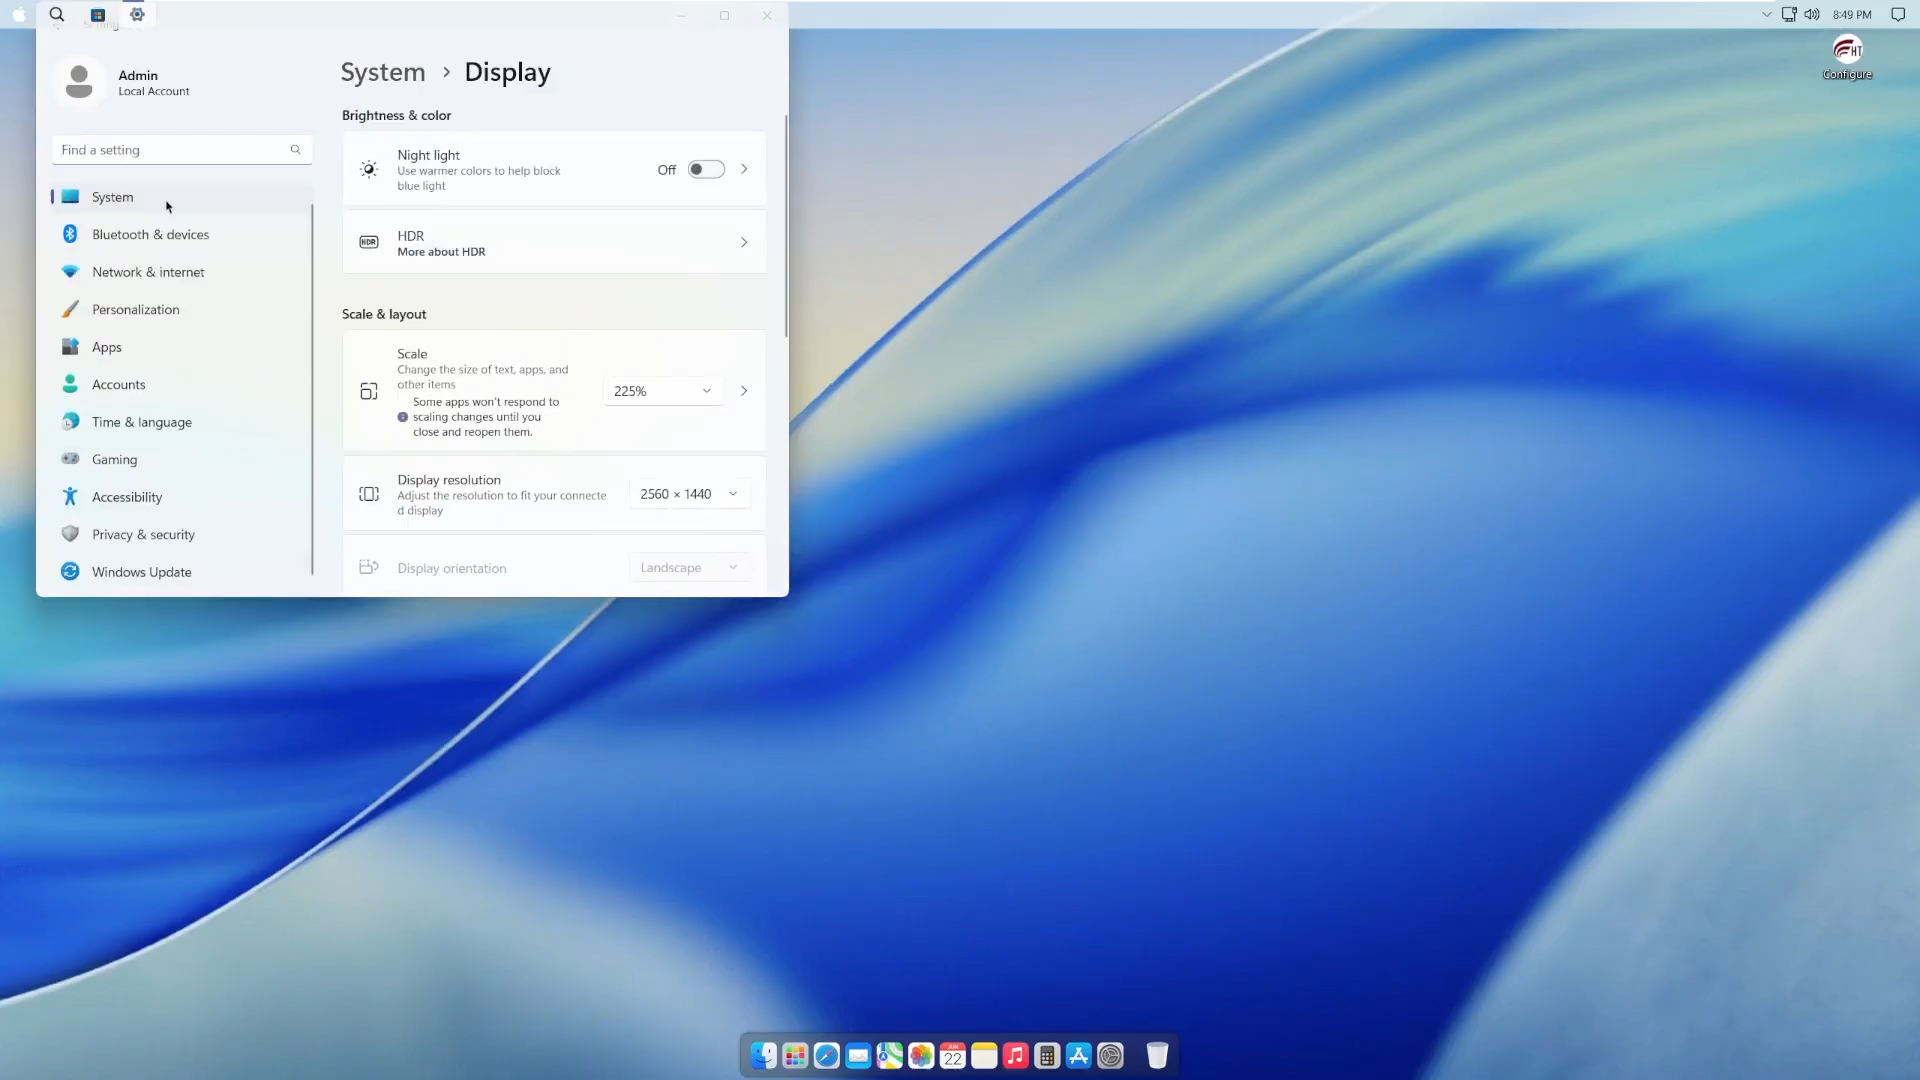 8:49 PM
Configure
HT
Admin
Local Account
Find a setting
System
Bluetooth & devices
Network & internet
Personalization
Apps
Accounts
Time & language
Gaming
Accessibility
Privacy & security
Windows Update
System › Display
Brightness & color
Night light
Use warmer colors to help block
blue light
Off
HDR
HDR
More about HDR
Scale & layout
Scale
Change the size of text, apps, and
other items
Some apps won't respond to
scaling changes until you
close and reopen them.
225%
Display resolution
Adjust the resolution to fit your connecte
d display
2560 × 1440
Display orientation
Landscape
JUN
22